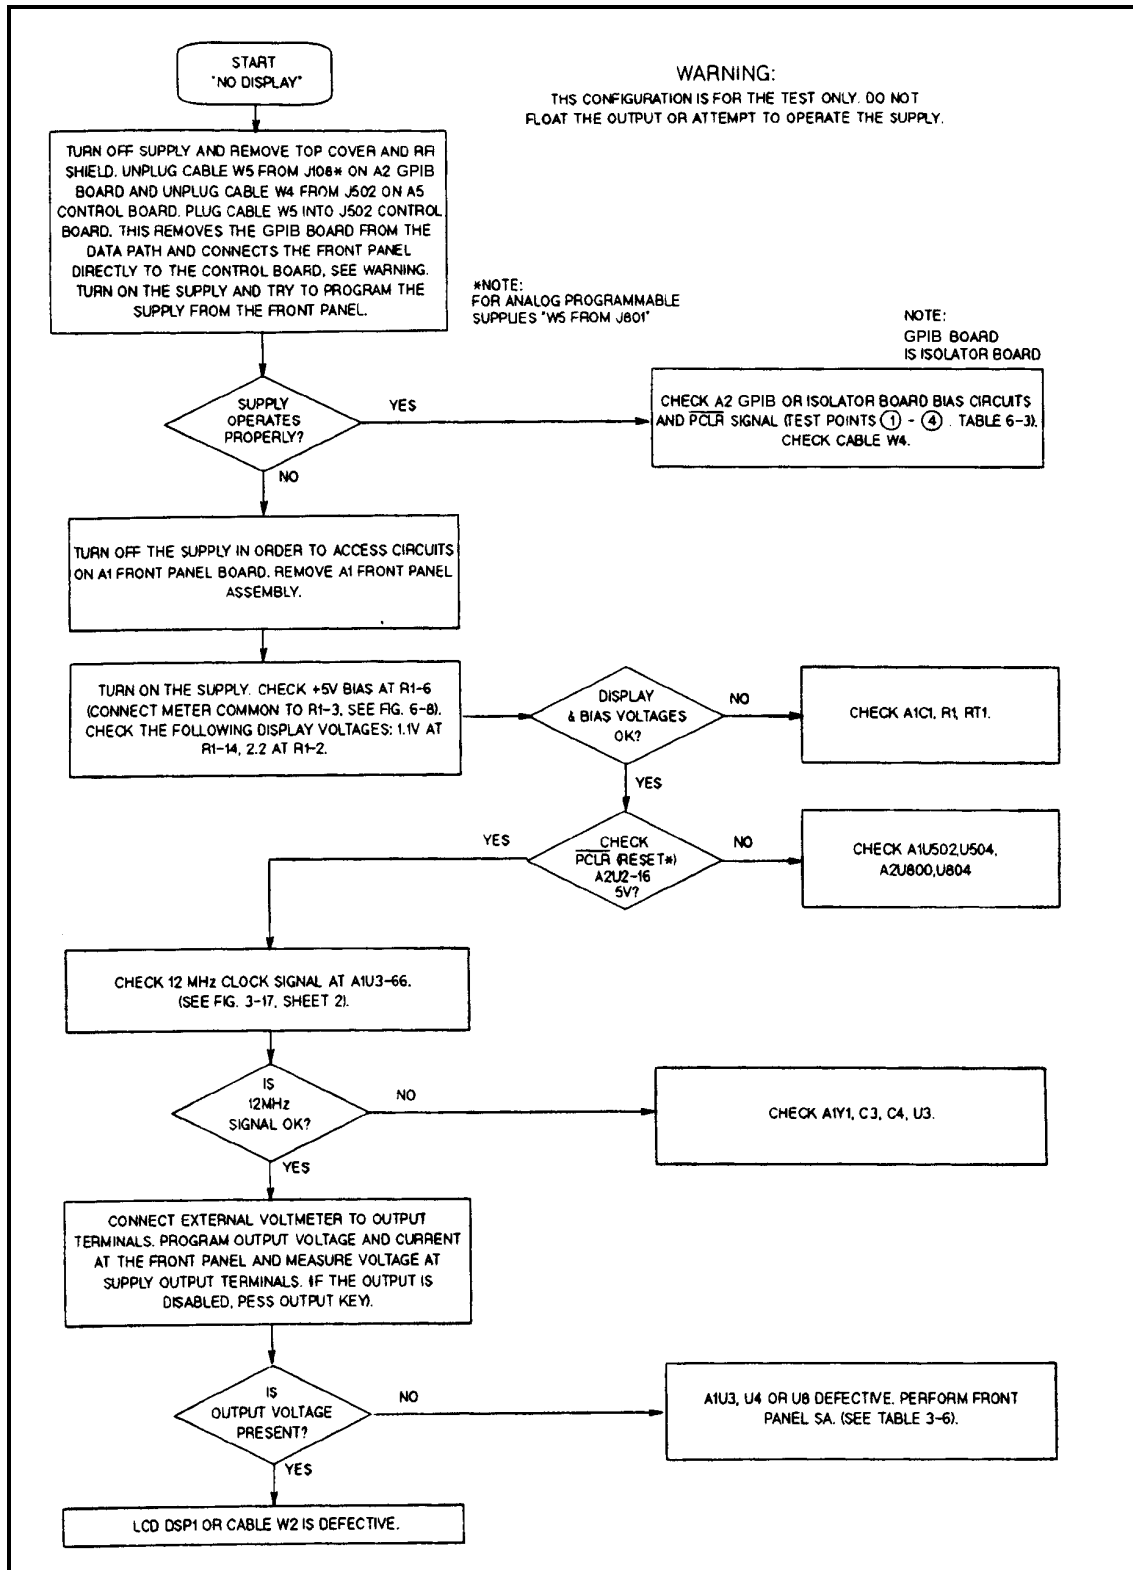 START
"NO DISPLAY"
WARNING:
THS CONFIGURATION IS FOR THE TEST ONLY. DO NOT
FLOAT THE OUTPUT OR ATTEMPT TO OPERATE THE SUPPLY.
TURN OFF SUPPLY AND REMOVE TOP COVER AND RFI
SHIELD. UNPLUG CABLE W5 FROM J108* ON A2 GPIB
BOARD AND UNPLUG CABLE W4 FROM J502 ON A5
CONTROL BOARD. PLUG CABLE W5 INTO J502 CONTROL
BOARD. THIS REMOVES THE GPIB BOARD FROM THE
DATA PATH AND CONNECTS THE FRONT PANEL
DIRECTLY TO THE CONTROL BOARD, SEE WARNING.
TURN ON THE SUPPLY AND TRY TO PROGRAM THE
SUPPLY FROM THE FRONT PANEL.
*NOTE:
FOR ANALOG PROGRAMMABLE
SUPPLIES "W5 FROM J801"
NOTE:
GPIB BOARD
IS ISOLATOR BOARD
SUPPLY
OPERATES
PROPERLY?
YES
CHECK A2 GPIB OR ISOLATOR BOARD BIAS CIRCUITS
AND PCLR SIGNAL (TEST POINTS 1 - 4 . TABLE 6-3).
CHECK CABLE W4.
NO
TURN OFF THE SUPPLY IN ORDER TO ACCESS CIRCUITS
ON A1 FRONT PANEL BOARD. REMOVE A1 FRONT PANEL
ASSEMBLY.
TURN ON THE SUPPLY. CHECK +5V BIAS AT R1-6
(CONNECT METER COMMON TO R1-3, SEE FIG. 6-8).
CHECK THE FOLLOWING DISPLAY VOLTAGES: 1.1V AT
R1-14, 2.2 AT R1-2.
DISPLAY
& BIAS VOLTAGES
OK?
NO
CHECK A1C1, R1, RT1.
YES
CHECK
PCLR (RESET*)
A2U2-16
5V?
YES
NO
CHECK A1U502,U504,
A2U800,U804
CHECK 12 MHz CLOCK SIGNAL AT A1U3-66.
(SEE FIG. 3-17, SHEET 2).
IS
12MHz
SIGNAL OK?
NO
CHECK A1Y1, C3, C4, U3.
YES
CONNECT EXTERNAL VOLTMETER TO OUTPUT
TERMINALS. PROGRAM OUTPUT VOLTAGE AND CURRENT
AT THE FRONT PANEL AND MEASURE VOLTAGE AT
SUPPLY OUTPUT TERMINALS. (IF THE OUTPUT IS
DISABLED, PESS OUTPUT KEY).
IS
OUTPUT VOLTAGE
PRESENT?
NO
A1U3, U4 OR U8 DEFECTIVE. PERFORM FRONT
PANEL SA. (SEE TABLE 3-6).
YES
LCD DSP1 OR CABLE W2 IS DEFECTIVE.